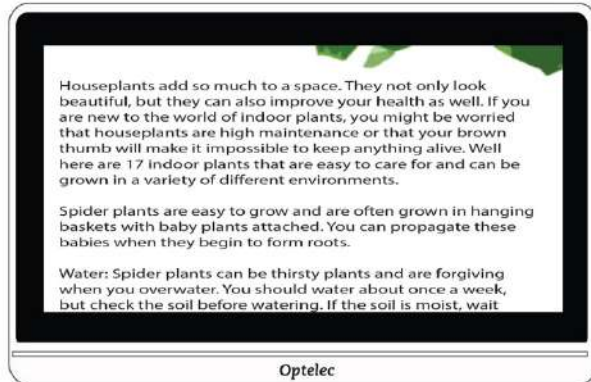 Houseplants add so much to a space. They not only look
beautiful, but they can also improve your health as well. If you
are new to the world of indoor plants, you might be worried
that houseplants are high maintenance or that your brown
thumb will make it impossible to keep anything alive. Well
here are 17 indoor plants that are easy to care for and can be
grown in a variety of different environments.
Spider plants are easy to grow and are often grown in hanging
baskets with baby plants attached. You can propagate these
babies when they begin to form roots.
Water: Spider plants can be thirsty plants and are forgiving
when you overwater. You should water about once a week,
but check the soil before watering. If the soil is moist, wait
Optelec